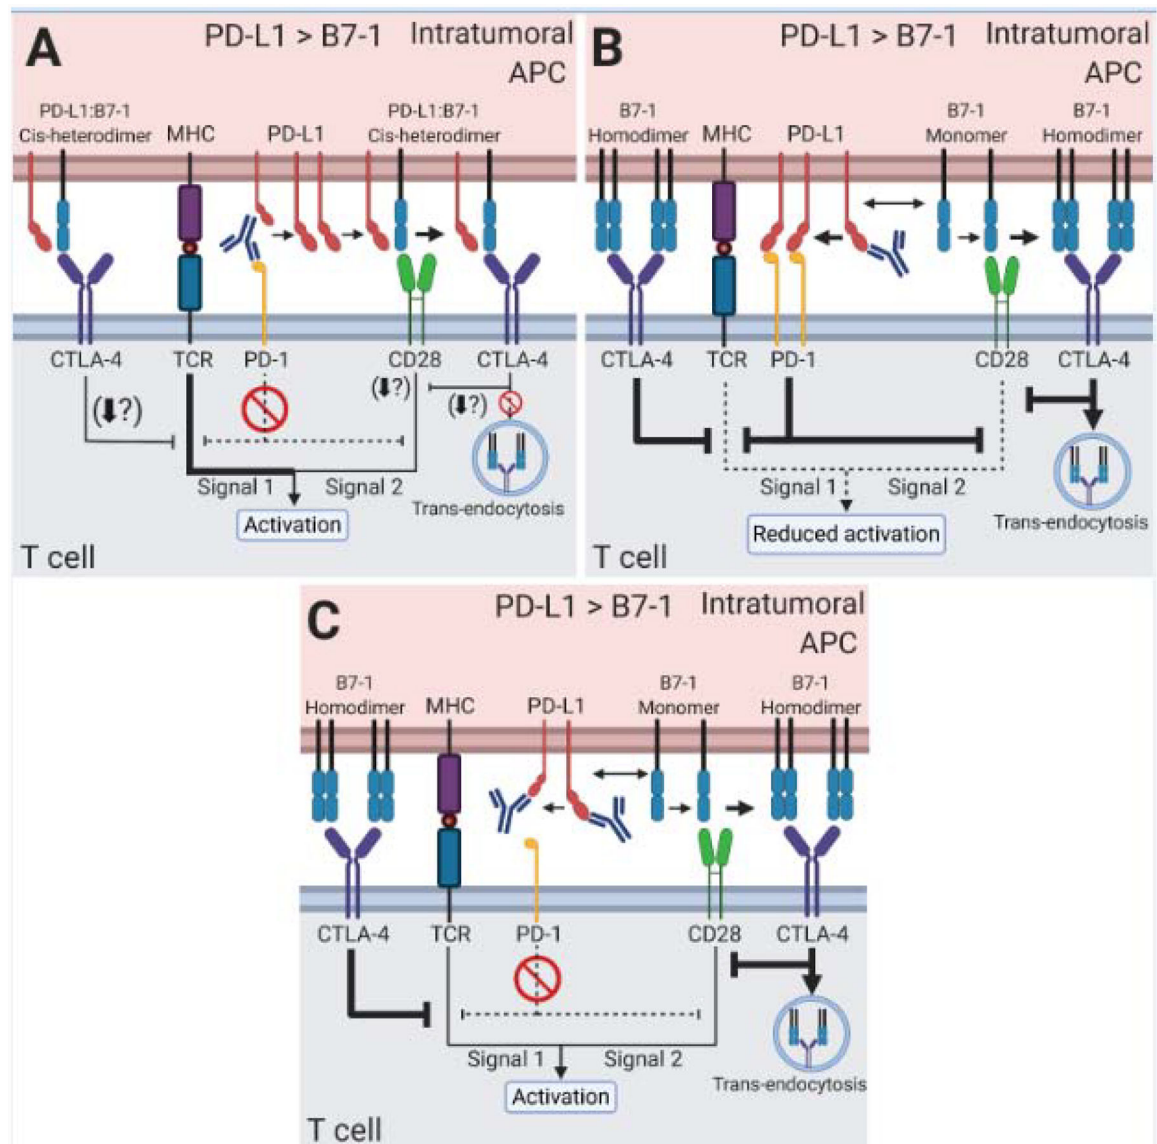 A
PD-L1 > B7-1
Intratumoral
APC
PD-L1:B7-1
Cis-heterodimer
MHC
PD-L1
PD-L1:B7-1
Cis-heterodimer
CTLA-4
TCR
PD-1
CD28
CTLA-4
(⬇?)
(⬇?)
(⬇?)
Signal 1
Signal 2
Trans-endocytosis
Activation
T cell
B
PD-L1 > B7-1
Intratumoral
APC
B7-1
Homodimer
MHC
PD-L1
B7-1
Monomer
B7-1
Homodimer
CTLA-4
TCR
PD-1
CD28
CTLA-4
Signal 1
Signal 2
Trans-endocytosis
Reduced activation
T cell
C
PD-L1 > B7-1
Intratumoral
APC
B7-1
Homodimer
MHC
PD-L1
B7-1
Monomer
B7-1
Homodimer
CTLA-4
TCR
PD-1
CD28
CTLA-4
Signal 1
Signal 2
Trans-endocytosis
Activation
T cell